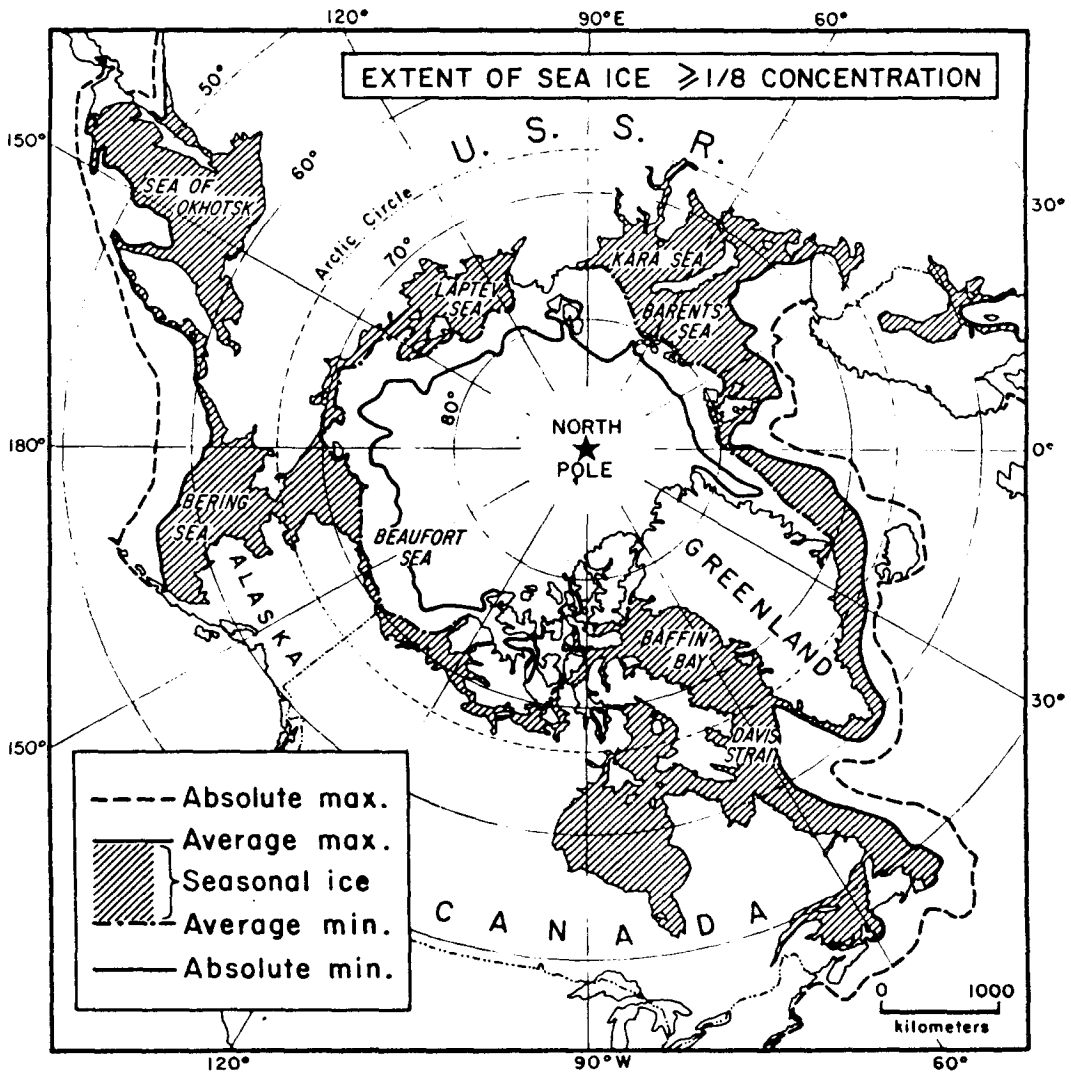 120°
90°E
60°
EXTENT OF SEA ICE ⩾1/8 CONCENTRATION
50°
150°
60°
U. S. S. R.
30°
SEA OF
OKHOTSK
Arctic Circle
70°
KARA SEA
LAPTEV
SEA
BARENTS
SEA
80°
NORTH
POLE
180°
0°
BERING
SEA
BEAUFORT
SEA
ALASKA
GREENLAND
80
BAFFIN
BAY
30°
DAVIS
STRAIT
150°
Absolute max.
Average max.
Seasonal ice
Average min.
Absolute min.
CANADA
0 1000
kilometers
120°
90°W
60°